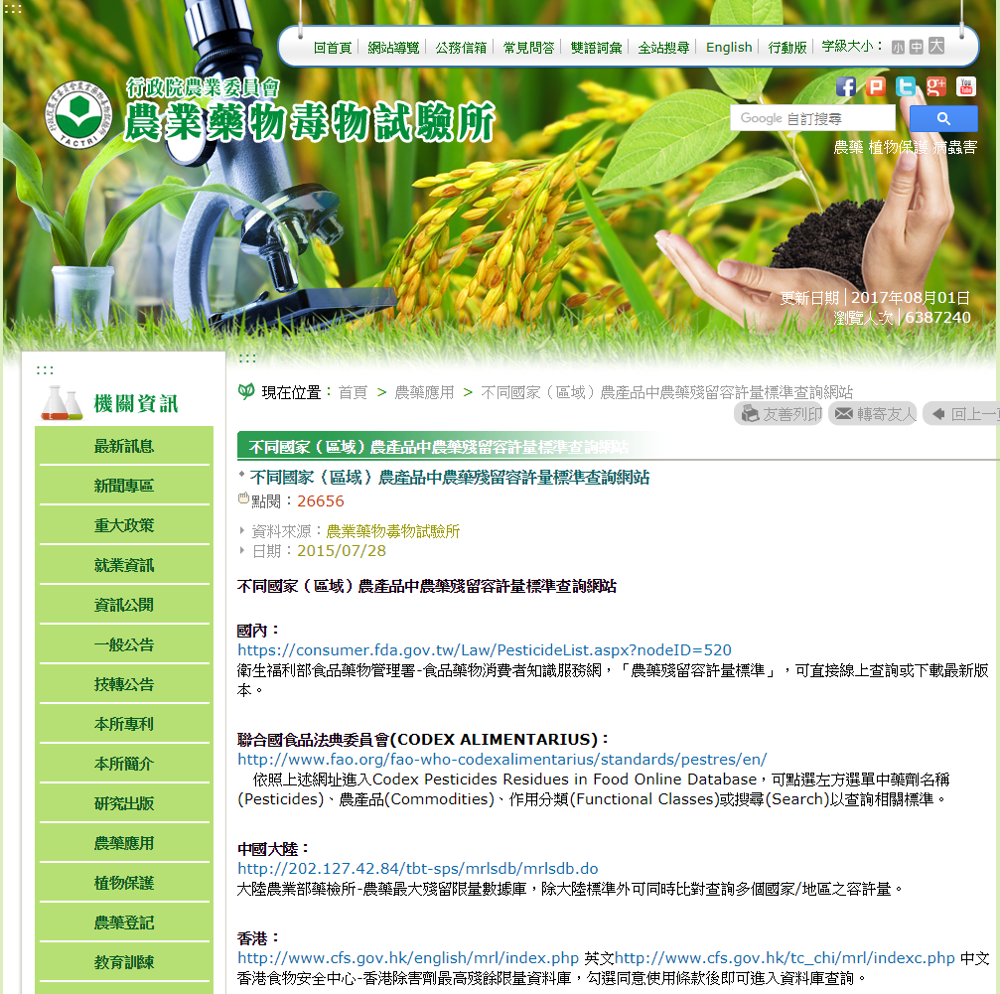 :::
回首頁 網站導覽 公務信箱 常見問答 雙語詞彙 全站搜尋 English 行動版 字級大小： 小 中 大
行政院農業委員會
農業藥物毒物試驗所
TACTRI
Google 自訂搜尋
農藥 植物保護 病蟲害
更新日期│2017年08月01日
瀏覽人次│6387240
:::
機關資訊
最新訊息
新聞專區
重大政策
就業資訊
資訊公開
一般公告
技轉公告
本所專利
本所簡介
研究出版
農藥應用
植物保護
農藥登記
教育訓練
:::
現在位置： 首頁 > 農藥應用 > 不同國家（區域）農產品中農藥殘留容許量標準查詢網站
友善列印 轉寄友人 回上一頁
不同國家（區域）農產品中農藥殘留容許量標準查詢網站
不同國家（區域）農產品中農藥殘留容許量標準查詢網站
點閱：26656
資料來源：農業藥物毒物試驗所
日期：2015/07/28
不同國家（區域）農產品中農藥殘留容許量標準查詢網站
國內：
https://consumer.fda.gov.tw/Law/PesticideList.aspx?nodeID=520
衛生福利部食品藥物管理署-食品藥物消費者知識服務網，「農藥殘留容許量標準」，可直接線上查詢或下載最新版
本。
聯合國食品法典委員會(CODEX ALIMENTARIUS)：
http://www.fao.org/fao-who-codexalimentarius/standards/pestres/en/
依照上述網址進入Codex Pesticides Residues in Food Online Database，可點選左方選單中藥劑名稱
(Pesticides)、農產品(Commodities)、作用分類(Functional Classes)或搜尋(Search)以查詢相關標準。
中國大陸：
http://202.127.42.84/tbt-sps/mrlsdb/mrlsdb.do
大陸農業部藥檢所-農藥最大殘留限量數據庫，除大陸標準外可同時比對查詢多個國家/地區之容許量。
香港：
http://www.cfs.gov.hk/english/mrl/index.php 英文http://www.cfs.gov.hk/tc_chi/mrl/indexc.php 中文
香港食物安全中心-香港除害劑最高殘餘限量資料庫，勾選同意使用條款後即可進入資料庫查詢。